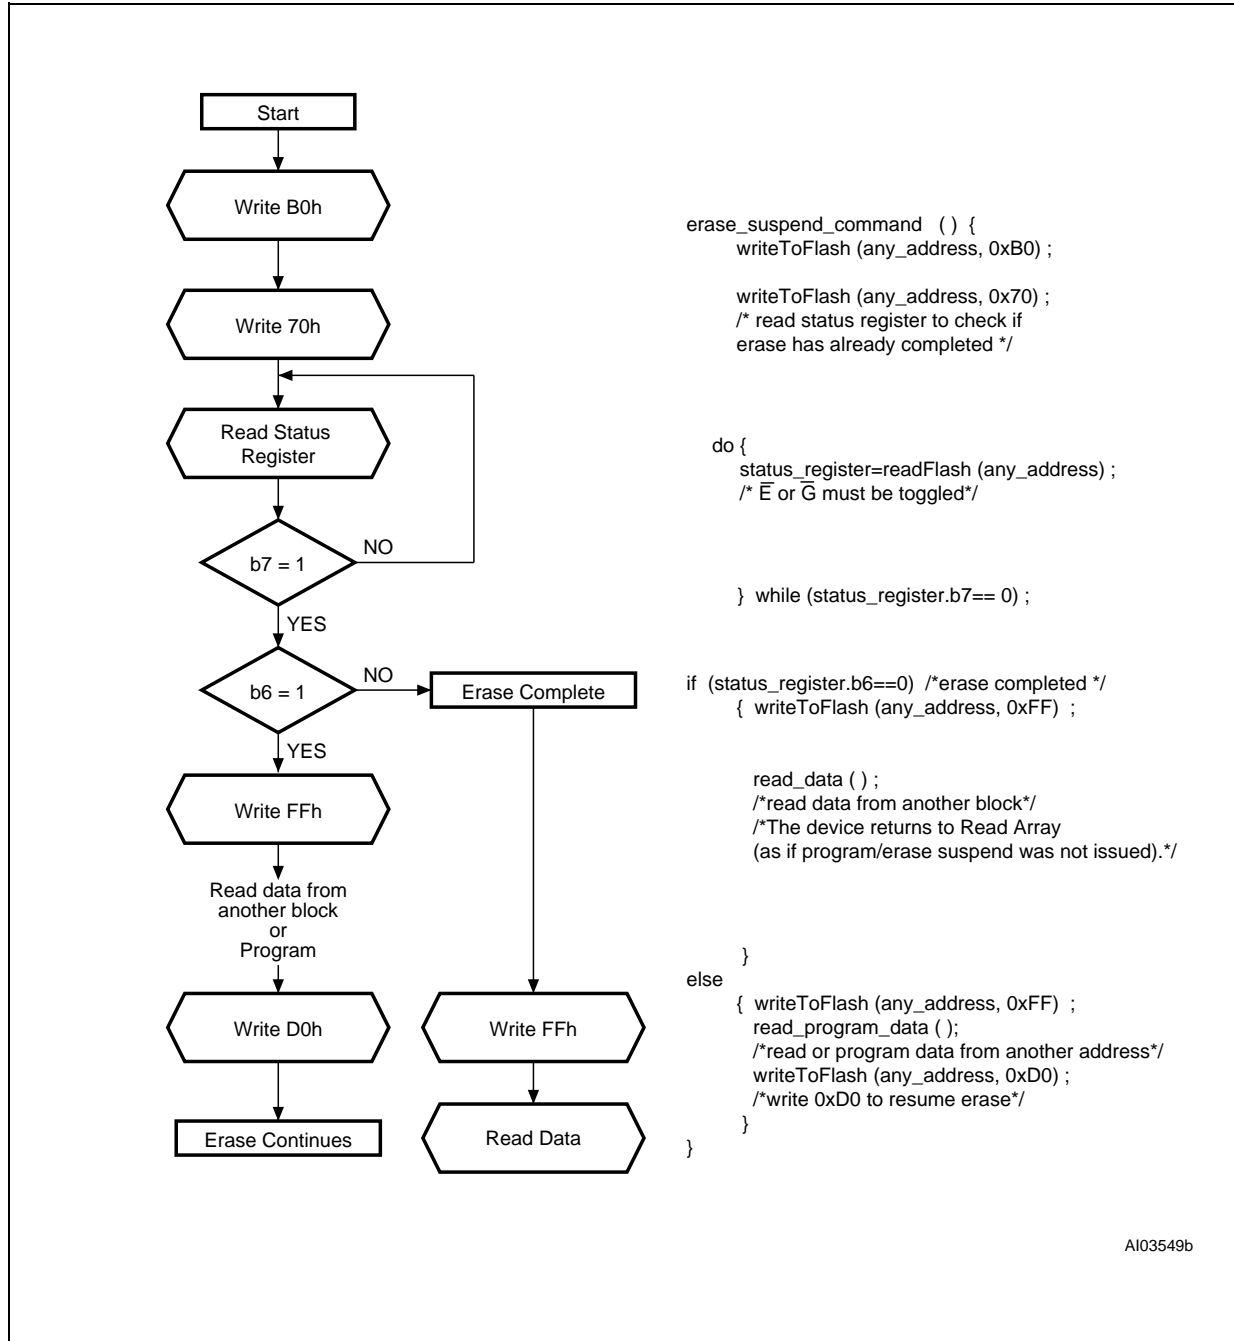 Start
Write B0h
Write 70h
Read Status
Register
b7 = 1
NO
YES
b6 = 1
NO
Erase Complete
YES
Write FFh
Read data from
another block
or
Program
Write D0h
Erase Continues
Write FFh
Read Data
erase_suspend_command ( ) {
writeToFlash (any_address, 0xB0) ;
writeToFlash (any_address, 0x70) ;
/* read status register to check if
erase has already completed */
do {
status_register=readFlash (any_address) ;
/* E̅ or G̅ must be toggled*/
} while (status_register.b7== 0) ;
if (status_register.b6==0) /*erase completed */
{ writeToFlash (any_address, 0xFF) ;
read_data ( ) ;
/*read data from another block*/
/*The device returns to Read Array
(as if program/erase suspend was not issued).*/
}
else
{ writeToFlash (any_address, 0xFF) ;
read_program_data ( );
/*read or program data from another address*/
writeToFlash (any_address, 0xD0) ;
/*write 0xD0 to resume erase*/
}
}
AI03549b